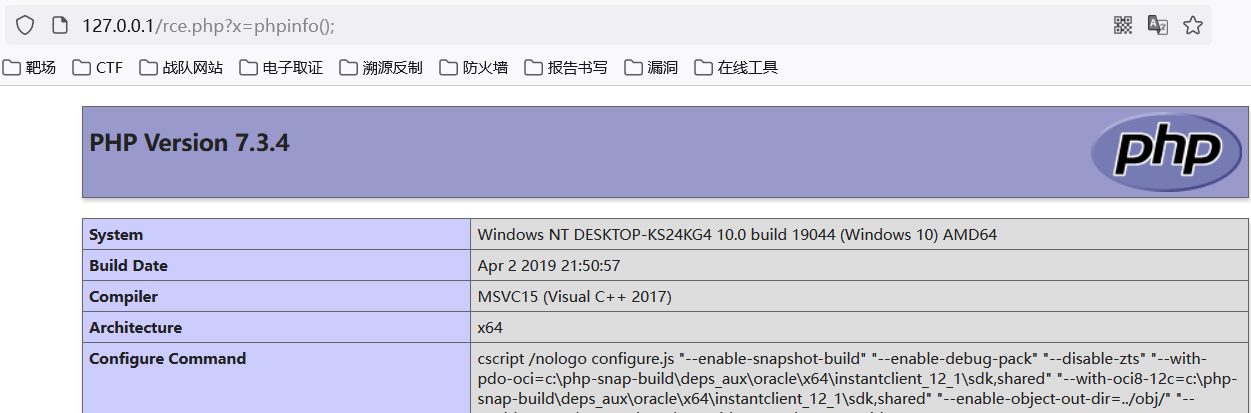 127.0.0.1/rce.php?x=phpinfo();
靶场 CTF 战队网站 电子取证 溯源反制 防火墙 报告书写 漏洞 在线工具
PHP Version 7.3.4
php
System Windows NT DESKTOP-KS24KG4 10.0 build 19044 (Windows 10) AMD64
Build Date Apr 2 2019 21:50:57
Compiler MSVC15 (Visual C++ 2017)
Architecture x64
Configure Command cscript /nologo configure.js "--enable-snapshot-build" "--enable-debug-pack" "--disable-zts" "--with-
pdo-oci=c:\php-snap-build\deps_aux\oracle\x64\instantclient_12_1\sdk,shared" "--with-oci8-12c=c:\php-
snap-build\deps_aux\oracle\x64\instantclient_12_1\sdk,shared" "--enable-object-out-dir=../obj/" "--